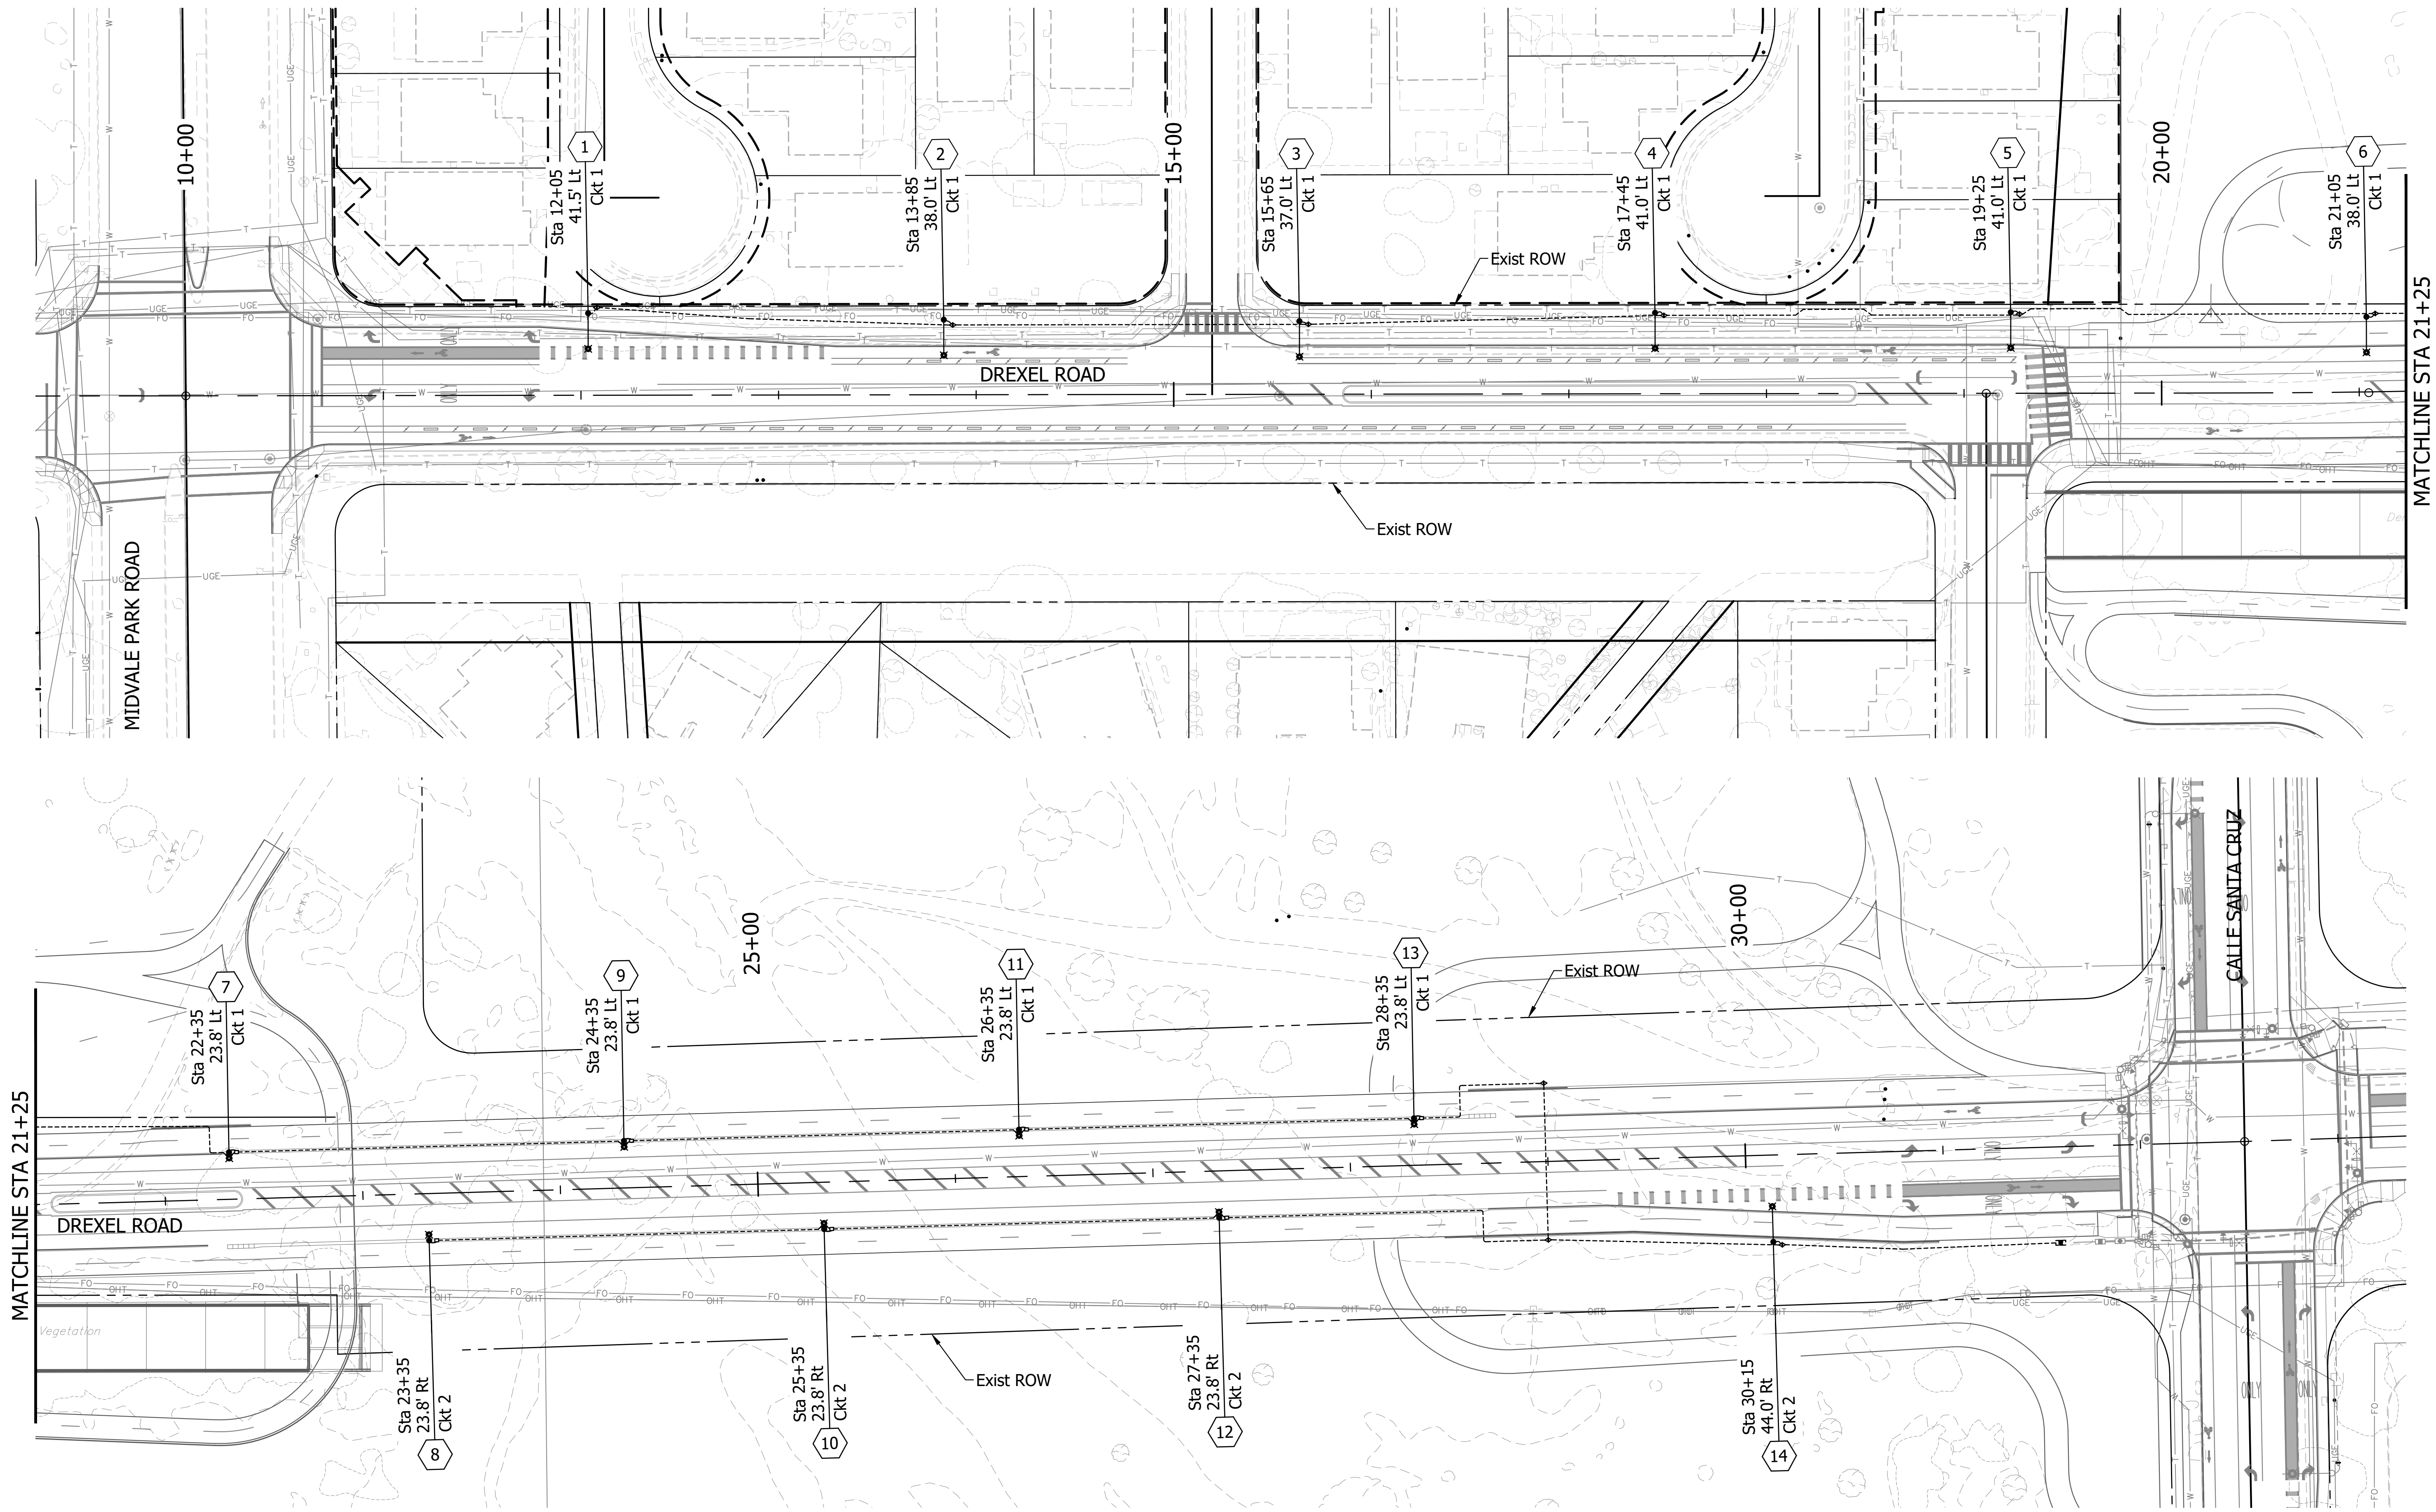 10+00
15+00
20+00
1
Sta 12+05
41.5' Lt
Ckt 1
2
Sta 13+85
38.0' Lt
Ckt 1
3
Sta 15+65
37.0' Lt
Ckt 1
4
Sta 17+45
41.0' Lt
Ckt 1
5
Sta 19+25
41.0' Lt
Ckt 1
6
Sta 21+05
38.0' Lt
Ckt 1
Exist ROW
DREXEL ROAD
Exist ROW
MIDVALE PARK ROAD
MATCHLINE STA 21+25
MATCHLINE STA 21+25
DREXEL ROAD
Vegetation
25+00
30+00
CALLE SANTA CRUZ
7
Sta 22+35
23.8' Lt
Ckt 1
9
Sta 24+35
23.8' Lt
Ckt 1
11
Sta 26+35
23.8' Lt
Ckt 1
13
Sta 28+35
23.8' Lt
Ckt 1
Exist ROW
Sta 23+35
23.8' Rt
Ckt 2
8
Sta 25+35
23.8' Rt
Ckt 2
10
Exist ROW
Sta 27+35
23.8' Rt
Ckt 2
12
Sta 30+15
44.0' Rt
Ckt 2
14
ONLY
ONLY